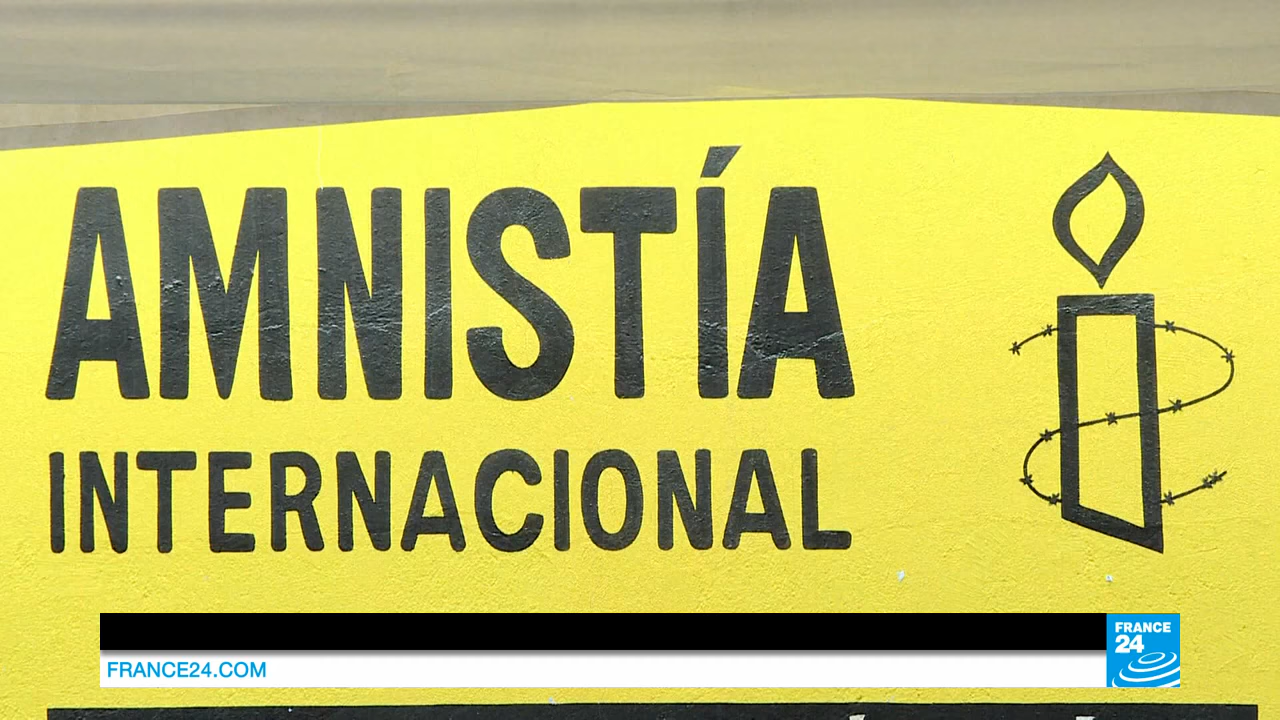 AMNISTÍA
INTERNACIONAL
FRANCE
24
FRANCE24.COM